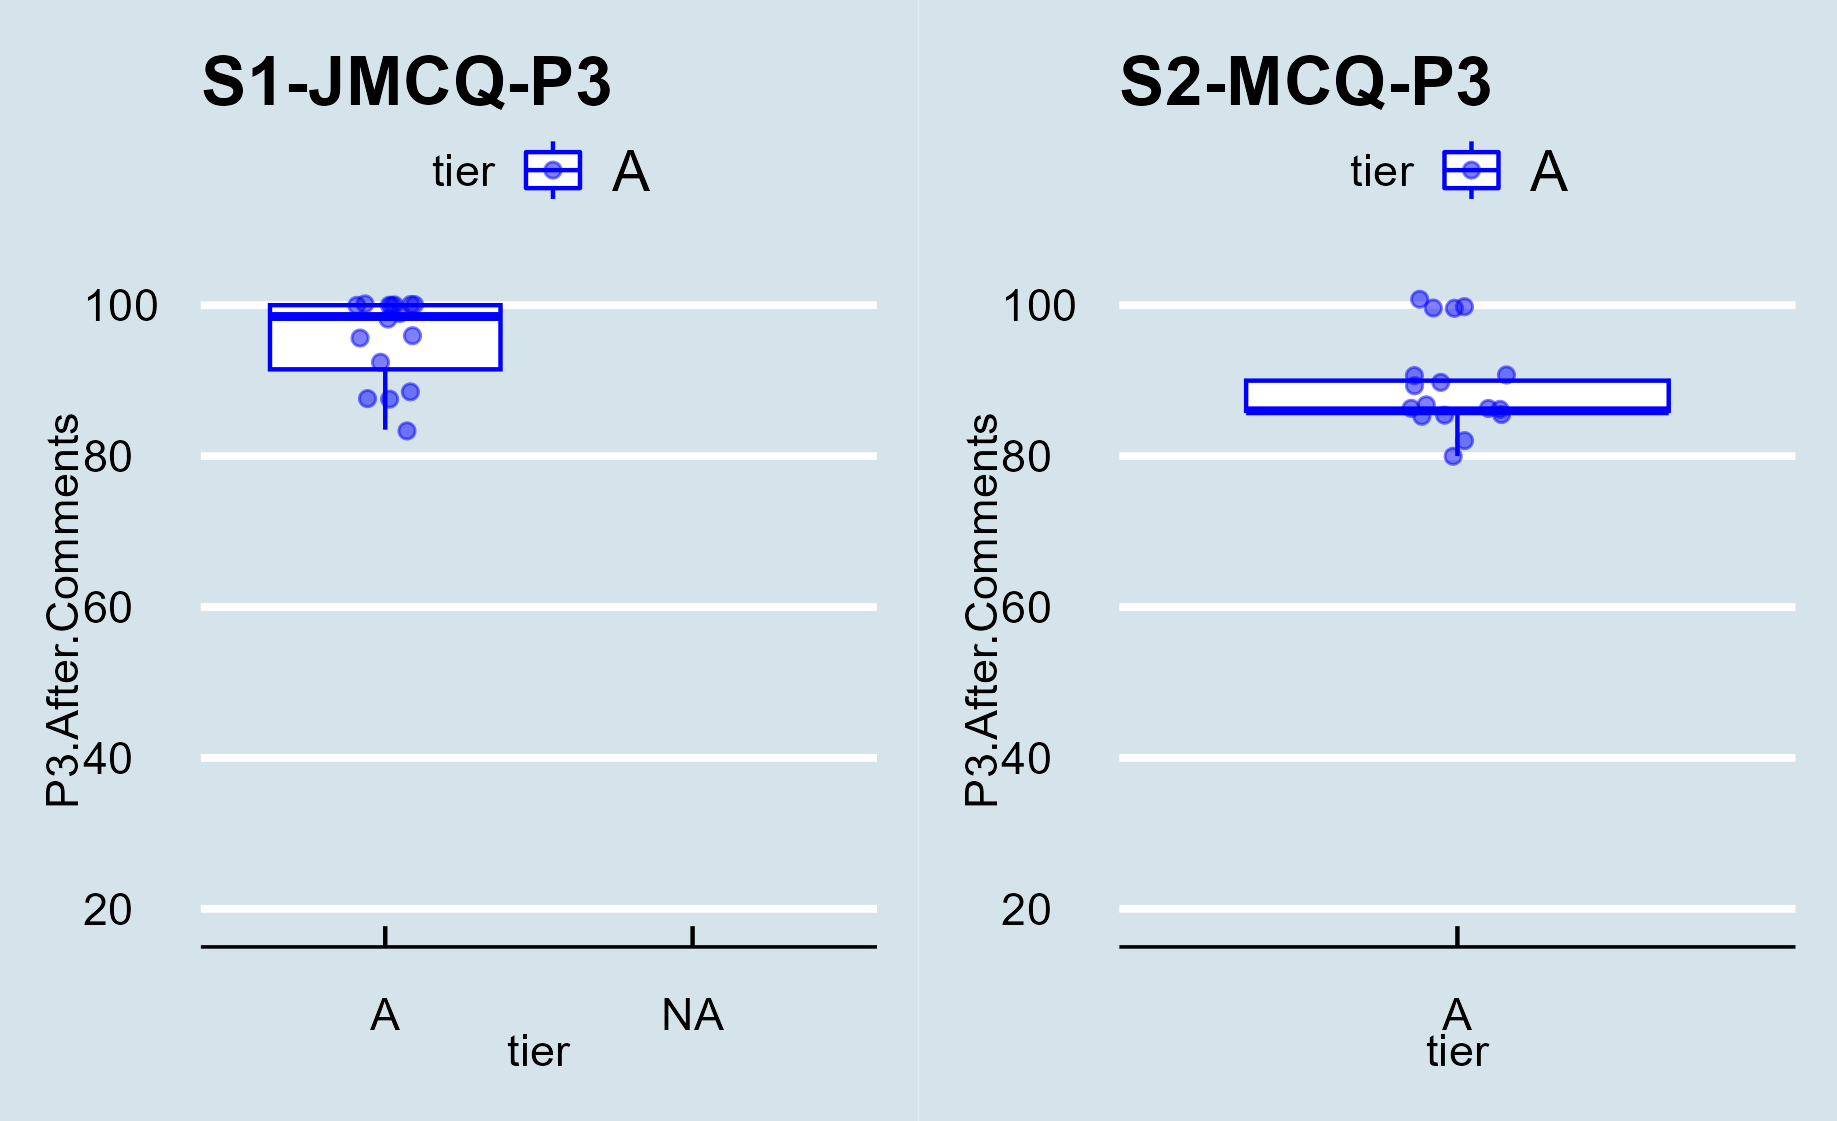 S1-JMCQ-P3
tier A
P3.After.Comments
100
80
60
40
20
A NA
tier
S2-MCQ-P3
tier A
P3.After.Comments
100
80
60
40
20
A
tier